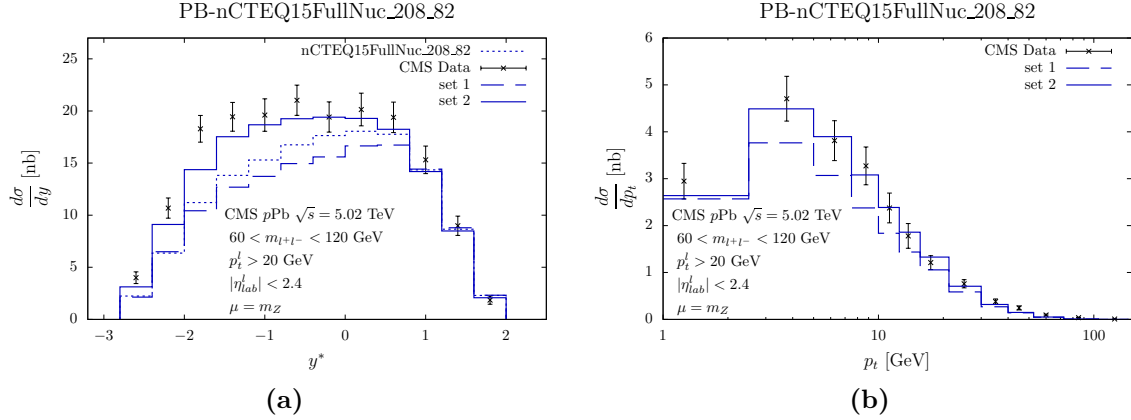 PB-nCTEQ15FullNuc_208_82
nCTEQ15FullNuc_208_82
CMS Data
set 1
set 2
25
20
15
10
5
0
dσ/dy [nb]
CMS pPb √s = 5.02 TeV
60 < m_{l+l−} < 120 GeV
p_t^l > 20 GeV
|η_{lab}^l| < 2.4
μ = m_Z
−3 −2 −1 0 1 2
y*
(a)
PB-nCTEQ15FullNuc_208_82
CMS Data
set 1
set 2
6
5
4
3
2
1
0
dσ/dp_t [nb]
CMS pPb √s = 5.02 TeV
60 < m_{l+l−} < 120 GeV
p_t^l > 20 GeV
|η_{lab}^l| < 2.4
μ = m_Z
1 10 100
p_t [GeV]
(b)